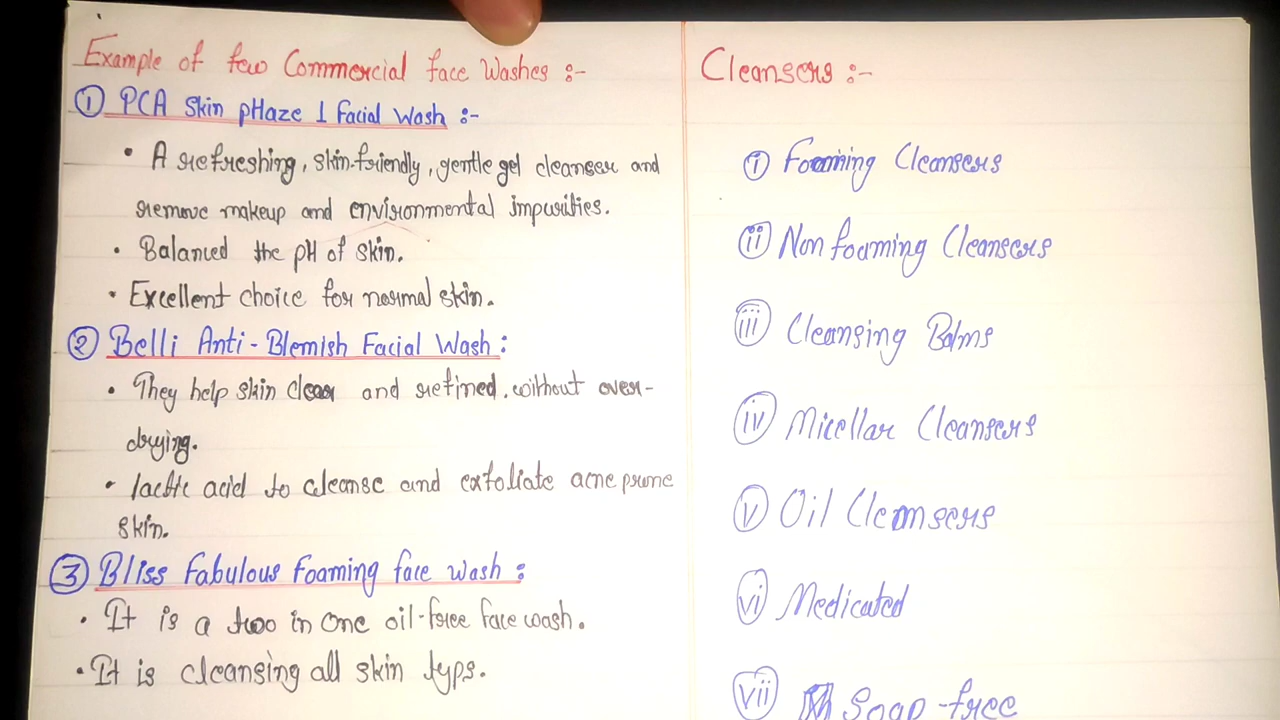 Example of few Commercial face Washes :-
① PCA Skin pHaze 1 Facial Wash :-
• A refreshing, skin-friendly, gentle gel cleanser and
remove makeup and environmental impurities.
• Balanced the pH of skin.
• Excellent choice for normal skin.
② Belli Anti-Blemish Facial Wash :
• They help skin clear and refined. without over-
drying.
• lactic acid to cleanse and exfoliate acne prone
skin.
③ Bliss Fabulous Foaming face wash :
• It is a two in one oil-free face wash.
• It is cleansing all skin typs.
Cleansers :-
(i) Foaming Cleansers
(ii) Non foaming Cleansers
(iii) Cleansing Balms
(iv) Micellar Cleansers
(v) Oil Cleansers
(vi) Medicated
(vii) Soap-free